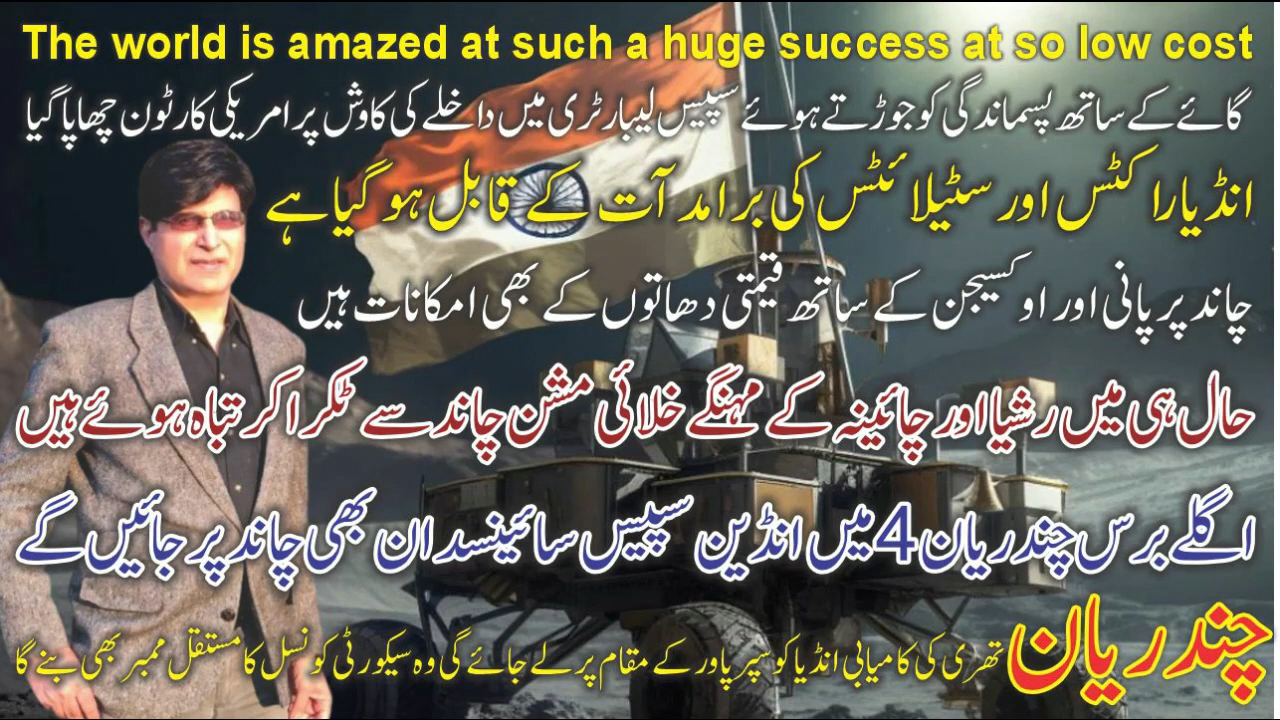 The world is amazed at such a huge success at so low cost
گائے کے ساتھ پسماندگی کو جوڑتے ہوئے سپیس لیبارٹری میں داخلے کی کاوش پر امریکی کارٹون چھاپا گیا
انڈیا راکٹس اور سٹیلائٹس کی برامدآت کے قابل ہو گیا ہے
چاند پر پانی اور اوکسیجن کے ساتھ قیمتی دھاتوں کے بھی امکانات ہیں
حال ہی میں رشیا اور چائینہ کے مہنگے خلائی مشن چاند سے ٹکرا کر تباہ ہوئے ہیں
اگلے برس چندریان 4 میں انڈین سپیس سائینسدان بھی چاند پر جائیں گے
چندریان تھری کی کامیابی انڈیا کو سپر پاور کے مقام پر لے جائے گی وہ سیکورٹی کونسل کا مستقل ممبر بھی بنے گا